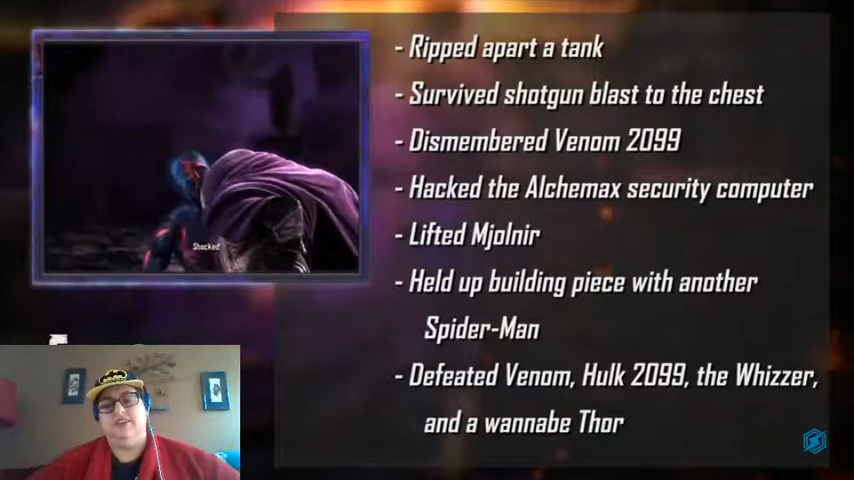 - Ripped apart a tank
- Survived shotgun blast to the chest
- Dismembered Venom 2099
- Hacked the Alchemax security computer
- Lifted Mjolnir
- Held up building piece with another
Spider-Man
- Defeated Venom, Hulk 2099, the Whizzer,
and a wannabe Thor
Shocked!